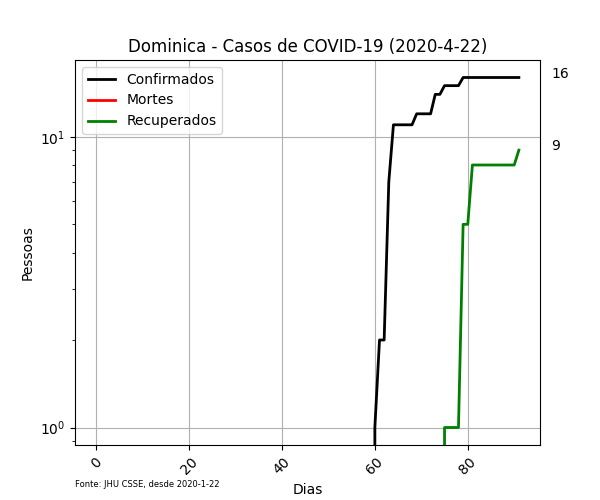 Dominica - Casos de COVID-19 (2020-4-22)
Confirmados
Mortes
Recuperados
16
9
10¹
10⁰
Pessoas
0
20
40
60
80
Dias
Fonte: JHU CSSE, desde 2020-1-22